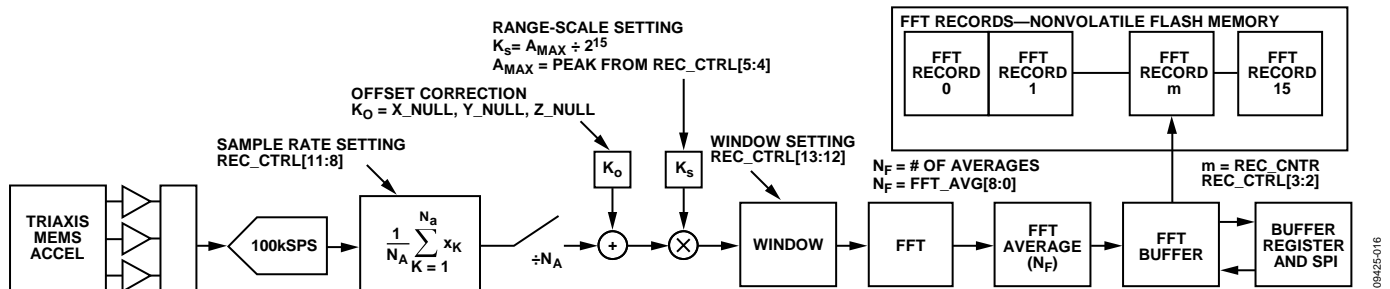 RANGE-SCALE SETTING
Ks= AMAX ÷ 2¹⁵
AMAX = PEAK FROM REC_CTRL[5:4]
OFFSET CORRECTION
KO = X_NULL, Y_NULL, Z_NULL
SAMPLE RATE SETTING
REC_CTRL[11:8]
WINDOW SETTING
REC_CTRL[13:12]
FFT RECORDS—NONVOLATILE FLASH MEMORY
FFT
RECORD
0
FFT
RECORD
1
FFT
RECORD
m
FFT
RECORD
15
NF = # OF AVERAGES
NF = FFT_AVG[8:0]
m = REC_CNTR
REC_CTRL[3:2]
TRIAXIS
MEMS
ACCEL
100kSPS
1/NA Na ∑ K = 1 xK
÷NA
Ko
+
Ks
×
WINDOW
FFT
FFT
AVERAGE
(NF)
FFT
BUFFER
BUFFER
REGISTER
AND SPI
09425-016